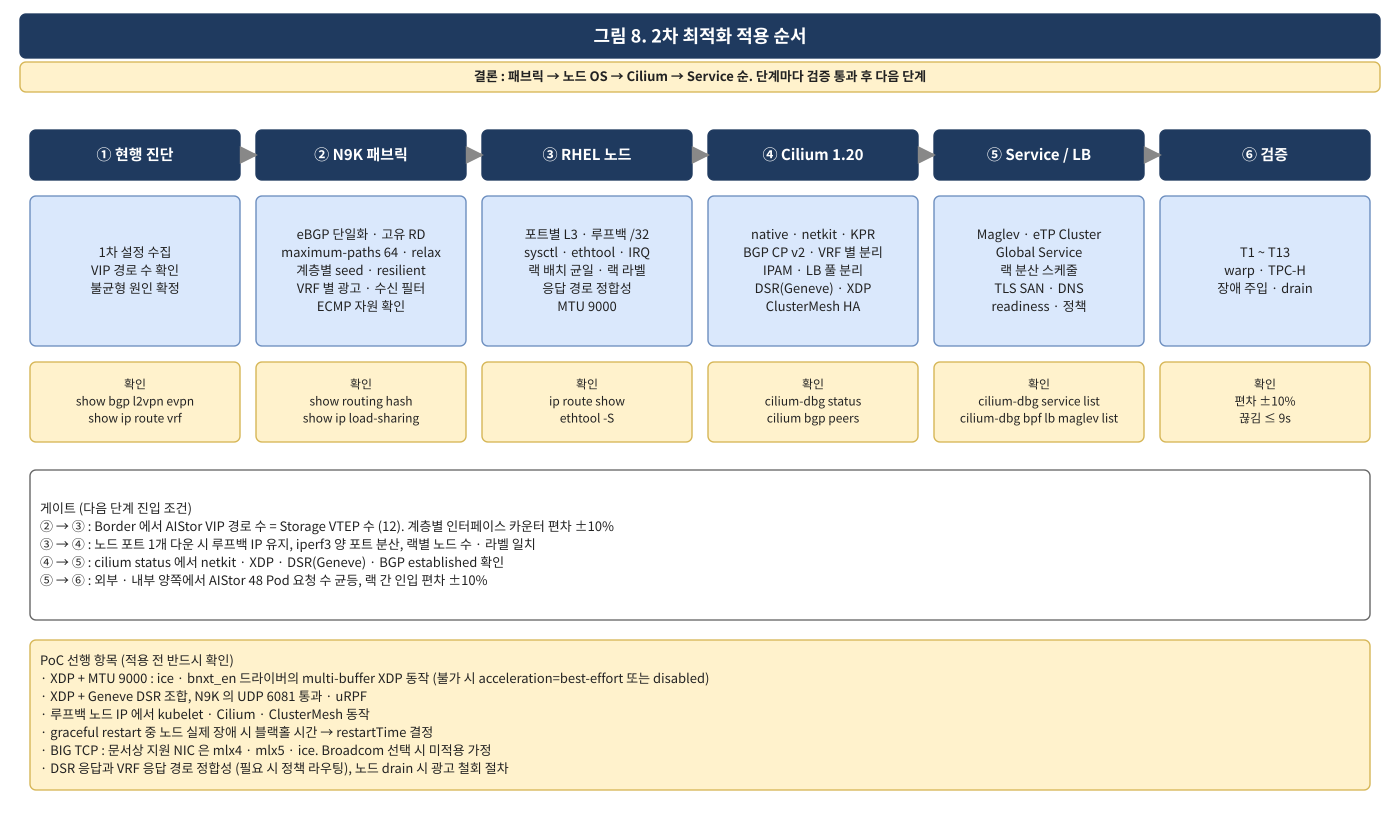 그림 8. 2차 최적화 적용 순서
결론 : 패브릭 → 노드 OS → Cilium → Service 순. 단계마다 검증 통과 후 다음 단계
① 현행 진단
② N9K 패브릭
③ RHEL 노드
④ Cilium 1.20
⑤ Service / LB
⑥ 검증
1차 설정 수집
VIP 경로 수 확인
불균형 원인 확정
eBGP 단일화 · 고유 RD
maximum-paths 64 · relax
계층별 seed · resilient
VRF 별 광고 · 수신 필터
ECMP 자원 확인
포트별 L3 · 루프백 /32
sysctl · ethtool · IRQ
랙 배치 균일 · 랙 라벨
응답 경로 정합성
MTU 9000
native · netkit · KPR
BGP CP v2 · VRF 별 분리
IPAM · LB 풀 분리
DSR(Geneve) · XDP
ClusterMesh HA
Maglev · eTP Cluster
Global Service
랙 분산 스케줄
TLS SAN · DNS
readiness · 정책
T1 ~ T13
warp · TPC-H
장애 주입 · drain
확인
show bgp l2vpn evpn
show ip route vrf
확인
show routing hash
show ip load-sharing
확인
ip route show
ethtool -S
확인
cilium-dbg status
cilium bgp peers
확인
cilium-dbg service list
cilium-dbg bpf lb maglev list
확인
편차 ±10%
끊김 ≤ 9s
게이트 (다음 단계 진입 조건)
② → ③ : Border 에서 AIStor VIP 경로 수 = Storage VTEP 수 (12). 계층별 인터페이스 카운터 편차 ±10%
③ → ④ : 노드 포트 1개 다운 시 루프백 IP 유지, iperf3 양 포트 분산, 랙별 노드 수 · 라벨 일치
④ → ⑤ : cilium status 에서 netkit · XDP · DSR(Geneve) · BGP established 확인
⑤ → ⑥ : 외부 · 내부 양쪽에서 AIStor 48 Pod 요청 수 균등, 랙 간 인입 편차 ±10%
PoC 선행 항목 (적용 전 반드시 확인)
· XDP + MTU 9000 : ice · bnxt_en 드라이버의 multi-buffer XDP 동작 (불가 시 acceleration=best-effort 또는 disabled)
· XDP + Geneve DSR 조합, N9K 의 UDP 6081 통과 · uRPF
· 루프백 노드 IP 에서 kubelet · Cilium · ClusterMesh 동작
· graceful restart 중 노드 실제 장애 시 블랙홀 시간 → restartTime 결정
· BIG TCP : 문서상 지원 NIC 은 mlx4 · mlx5 · ice. Broadcom 선택 시 미적용 가정
· DSR 응답과 VRF 응답 경로 정합성 (필요 시 정책 라우팅), 노드 drain 시 광고 철회 절차